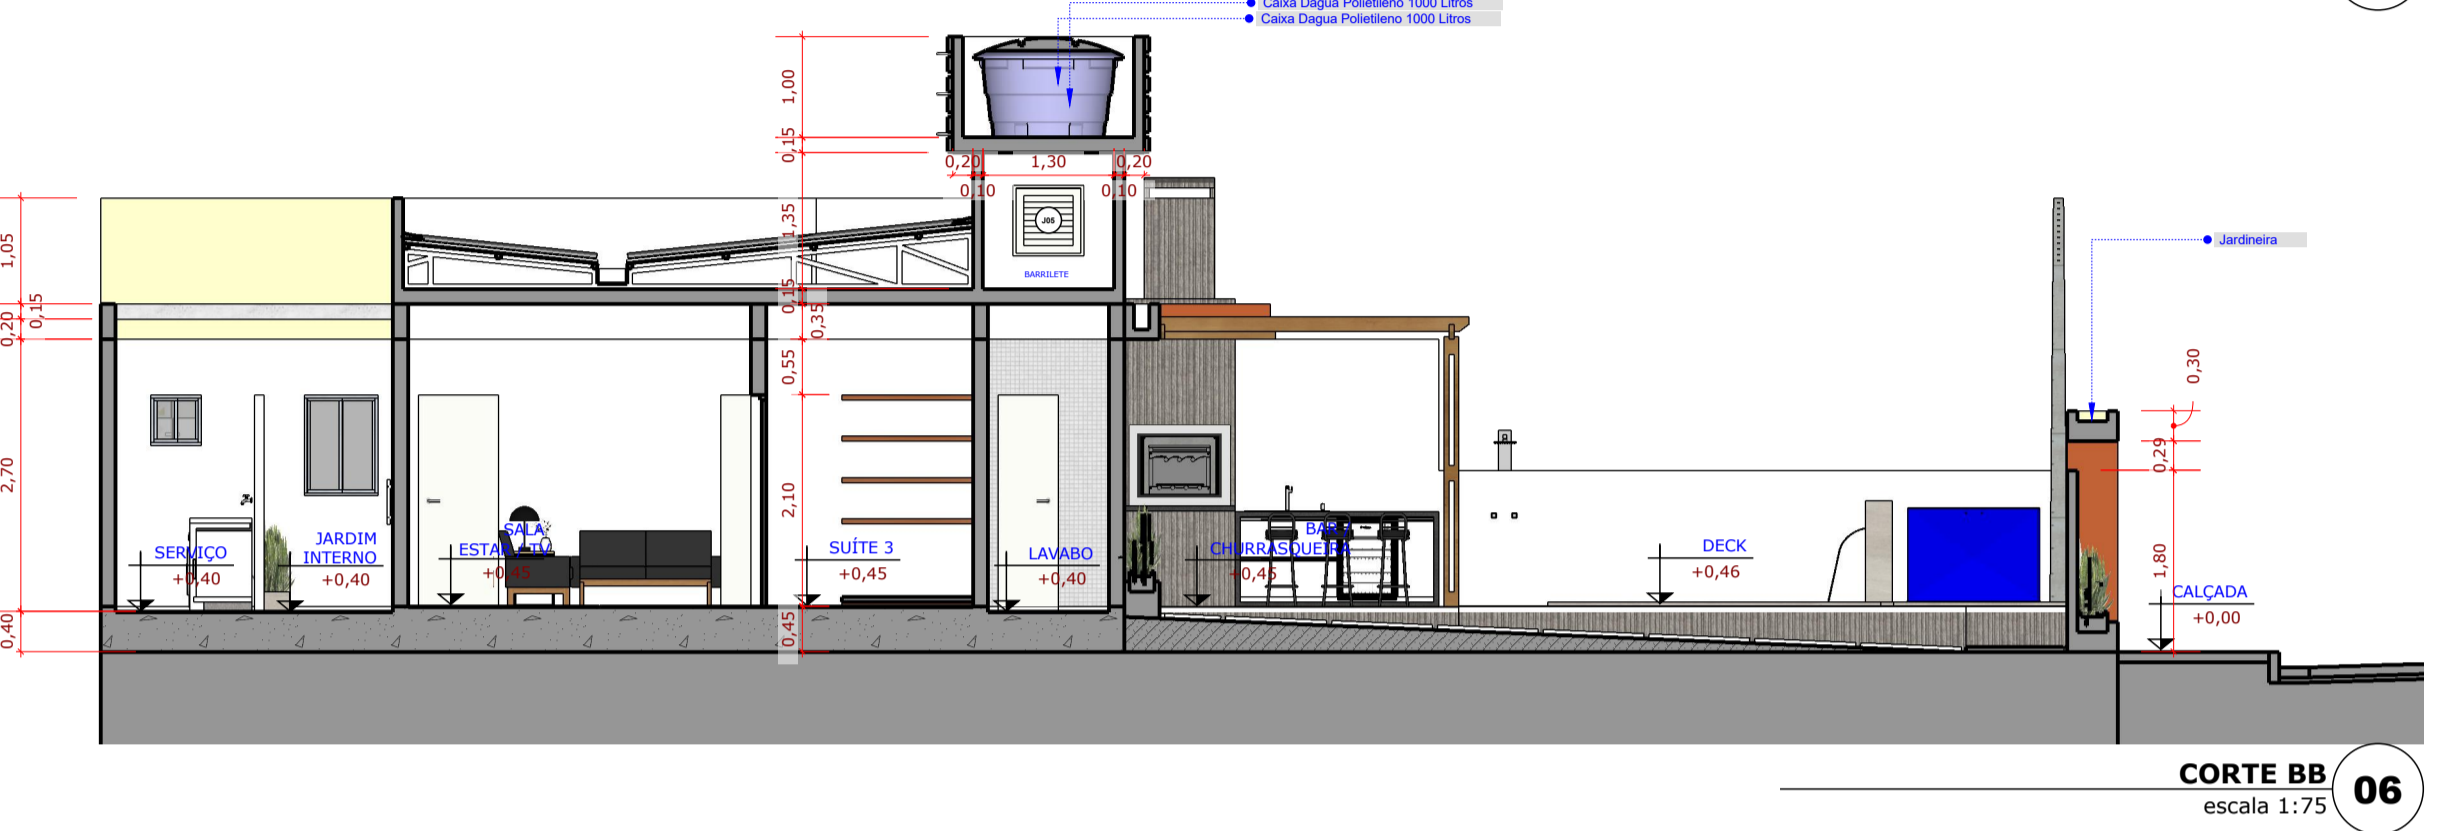 Caixa Dagua Polietileno 1000 Litros
Caixa Dagua Polietileno 1000 Litros
1,00
0,15
0,20 1,30 0,20
0,10 0,10
1,35
J05
BARRILETE
1,05
0,15
0,20
0,15
0,35
0,55
2,70
2,10
0,40
0,45
Jardineira
0,30
0,29
1,80
SERVIÇO
+0,40
JARDIM
INTERNO
+0,40
SALA
ESTAR / TV
+0,45
SUÍTE 3
+0,45
LAVABO
+0,40
BAR /
CHURRASQUEIRA
+0,45
DECK
+0,46
CALÇADA
+0,00
CORTE BB
escala 1:75
06